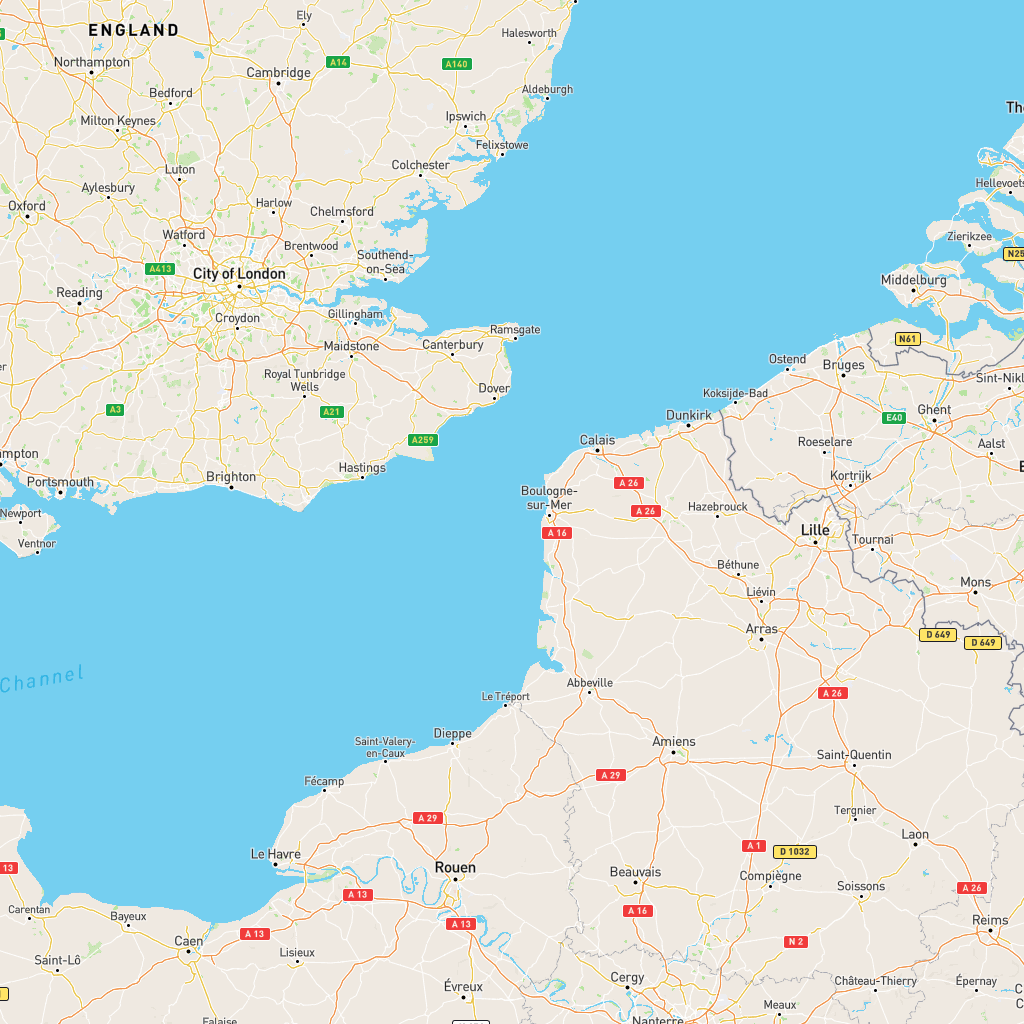 Ely
ENGLAND
Halesworth
Northampton
A14
A140
Cambridge
Bedford
Aldeburgh
Milton Keynes
Ipswich
Felixstowe
Colchester
Luton
Aylesbury
Hellevoets
Oxford
Harlow
Chelmsford
Watford
Brentwood
Zierikzee
Southend-
on-Sea
N25
A413
City of London
Middelburg
Reading
Gillingham
Croydon
Ramsgate
Canterbury
Maidstone
N61
Ostend
Bruges
Royal Tunbridge
Wells
Sint-Nikl
Dover
Koksijde-Bad
A3
A21
Dunkirk
E40
Ghent
A259
Calais
Roeselare
Aalst
mpton
Hastings
Brighton
Portsmouth
Kortrijk
A 26
Boulogne-
sur-Mer
Newport
A 26
Hazebrouck
A 16
Lille
Ventnor
Tournai
Béthune
Mons
Liévin
Arras
D 649
D 649
Channel
Abbeville
A 26
Le Tréport
Dieppe
Saint-Valery-
en-Caux
Amiens
Saint-Quentin
Fécamp
A 29
Tergnier
A 29
Laon
A 1
D 1032
Le Havre
13
Rouen
Beauvais
Compiègne
Soissons
A 26
A 13
Carentan
Bayeux
A 16
A 13
Reims
A 13
Caen
N 2
Lisieux
Saint-Lô
Cergy
Château-Thierry
Épernay
Évreux
Meaux
Falaise
Nanterre